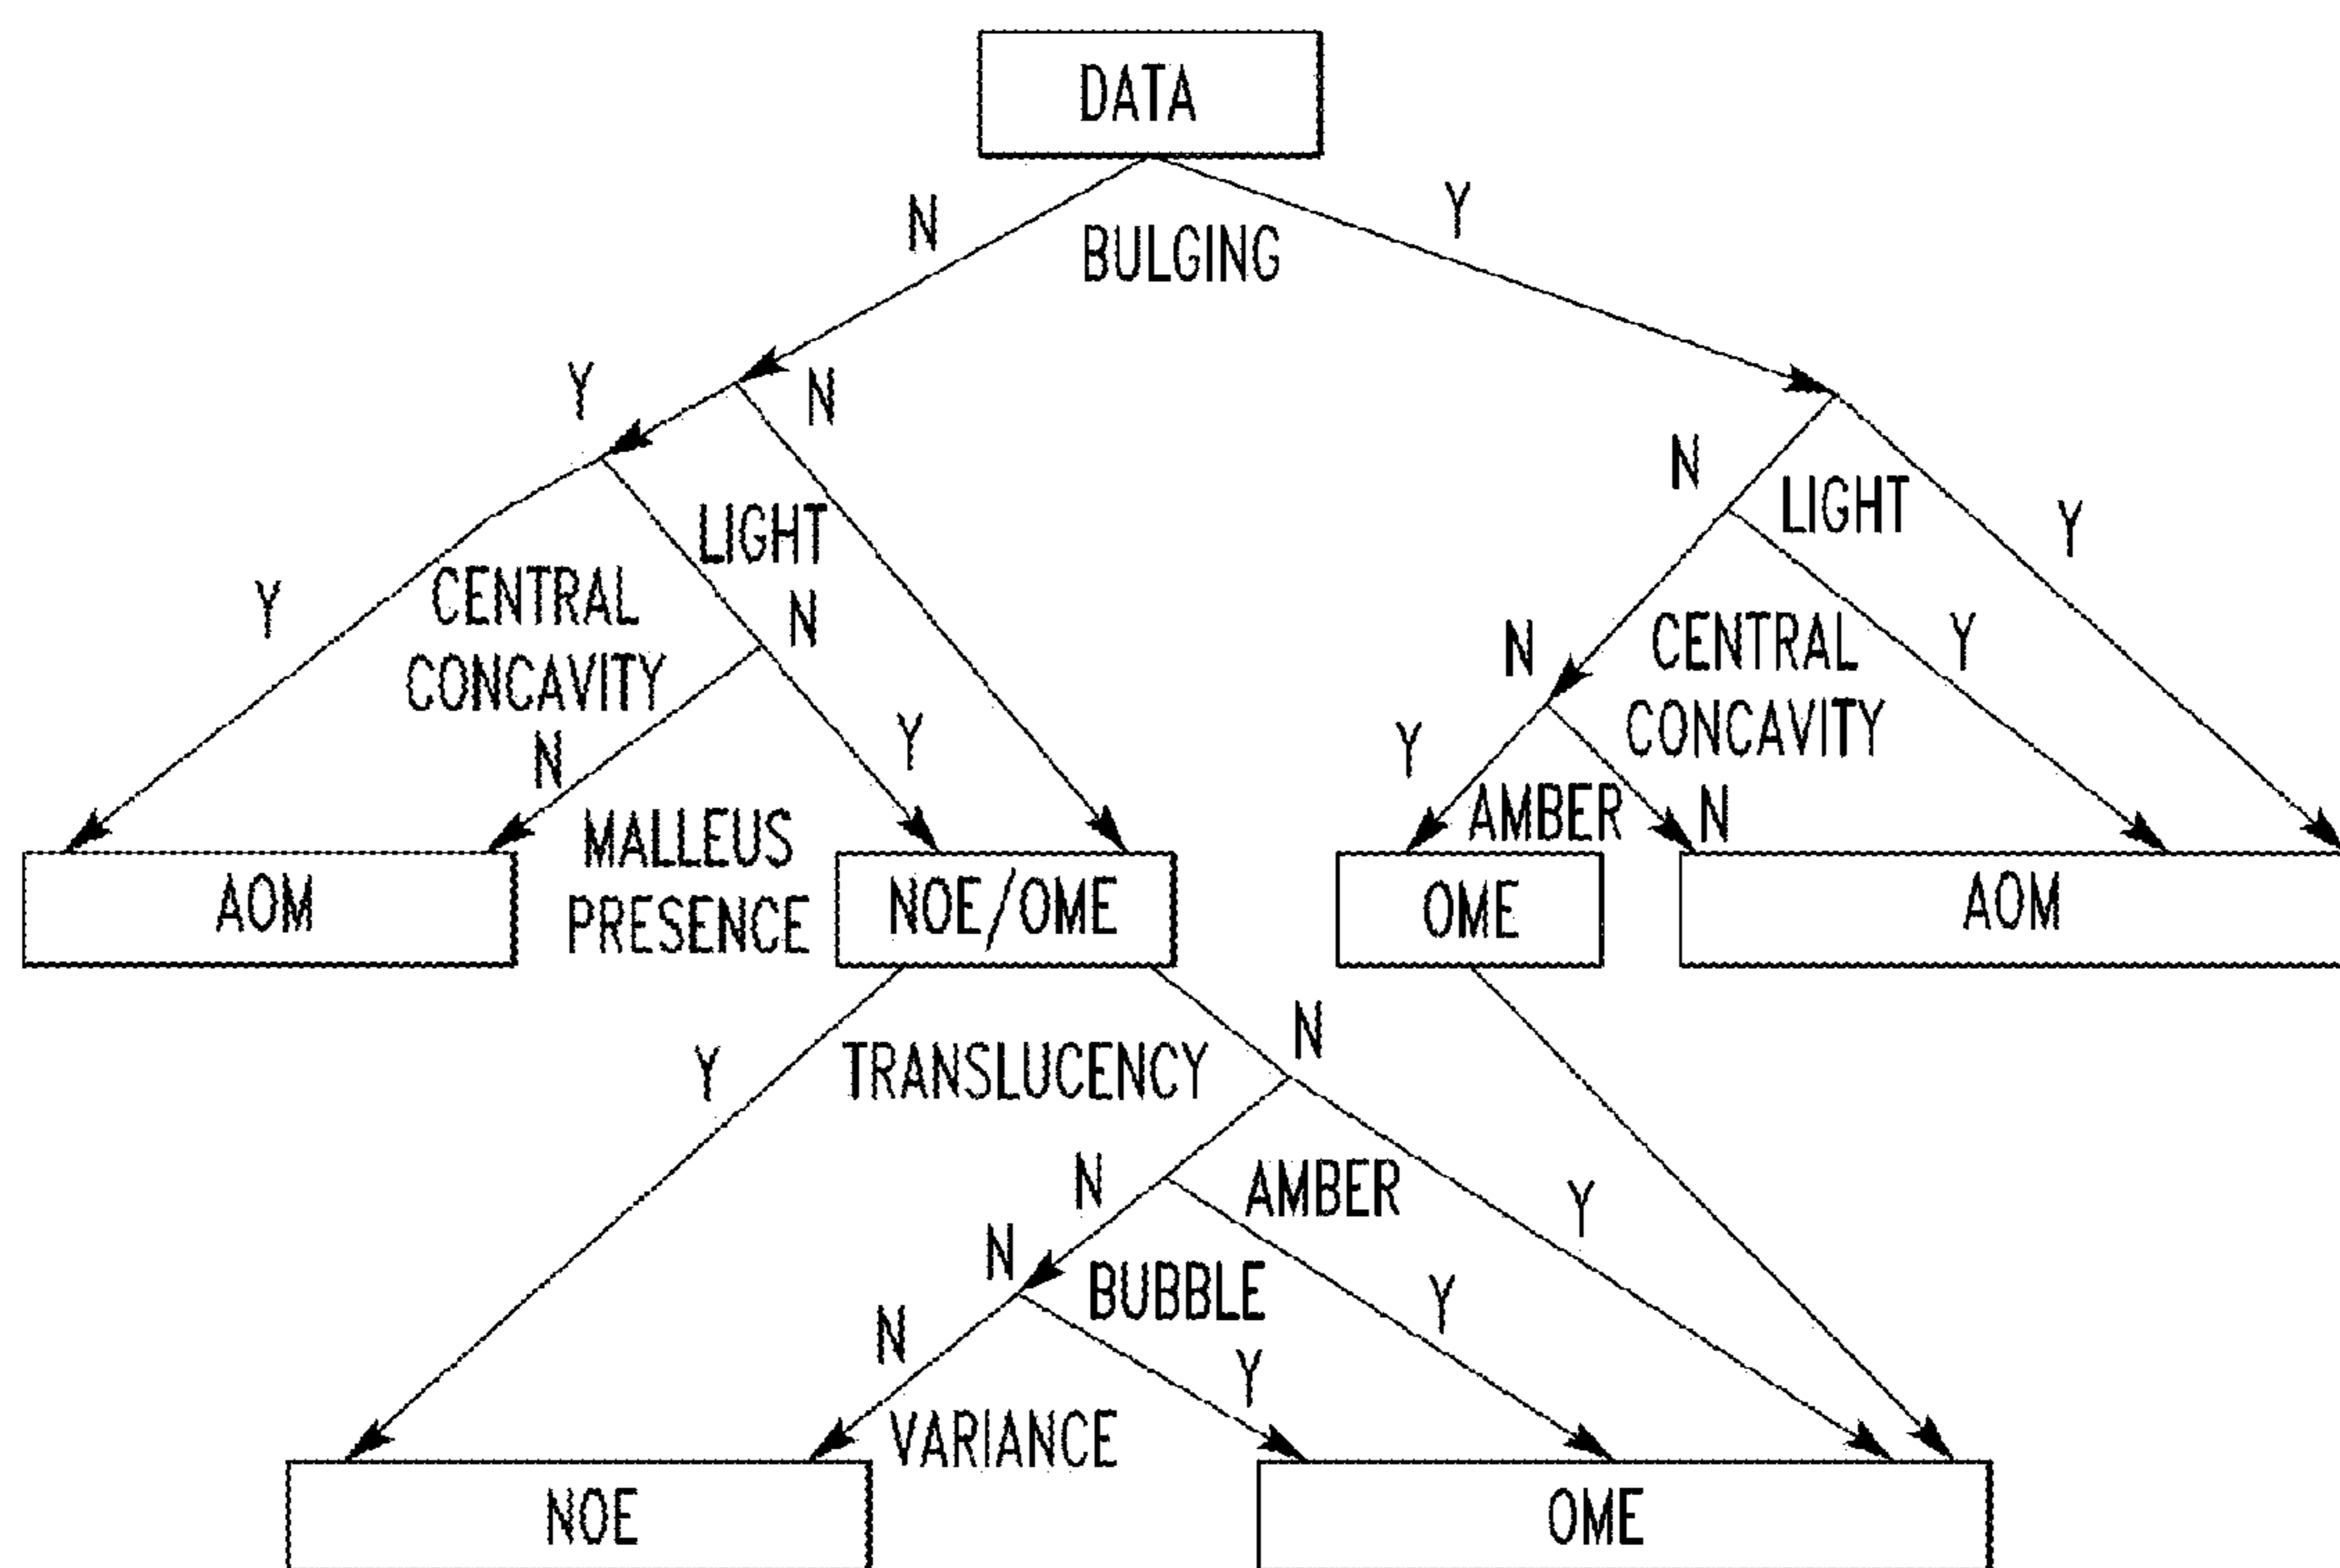 DATA
N
BULGING
Y
Y
N
N
LIGHT
Y
LIGHT
N
Y
CENTRAL
CONCAVITY
N
CENTRAL
CONCAVITY
Y
N
Y
Y
AMBER
N
MALLEUS
PRESENCE
AOM
NOE/OME
OME
AOM
Y
TRANSLUCENCY
N
N
AMBER
Y
N
BUBBLE
Y
N
Y
VARIANCE
NOE
OME